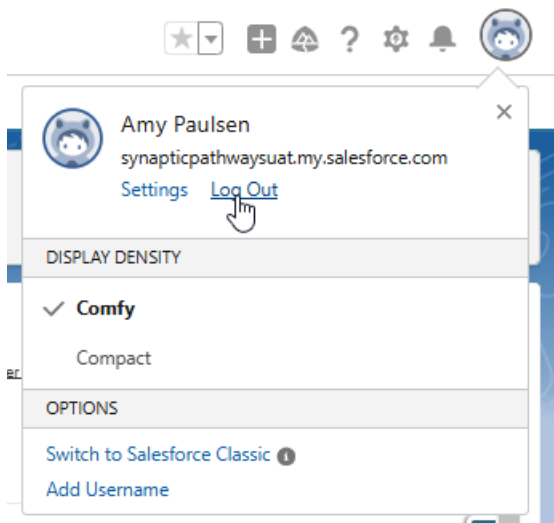 Amy Paulsen
synapticpathwaysuat.my.salesforce.com
Settings Log Out
DISPLAY DENSITY
Comfy
Compact
er
OPTIONS
Switch to Salesforce Classic
Add Username